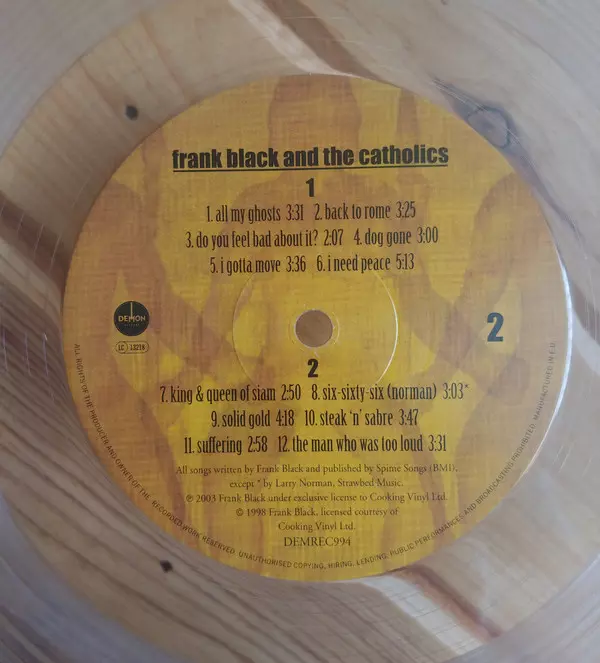 frank black and the catholics
1
1. all my ghosts 3:31 2. back to rome 3:25
3. do you feel bad about it? 2:07 4. dog gone 3:00
5. i gotta move 3:36 6. i need peace 5:13
DEMON
LC 13278
2
2
7. king & queen of siam 2:50 8. six-sixty-six (norman) 3:03*
9. solid gold 4:18 10. steak 'n' sabre 3:47
11. suffering 2:58 12. the man who was too loud 3:31
All songs written by Frank Black and published by Spime Songs (BMI),
except * by Larry Norman, Strawbed Music.
℗ 2003 Frank Black under exclusive license to Cooking Vinyl Ltd.
© 1998 Frank Black, licensed courtesy of
Cooking Vinyl Ltd.
DEMREC994
ALL RIGHTS OF THE PRODUCER AND OWNER OF THE RECORDED WORK RESERVED. UNAUTHORISED COPYING, HIRING, LENDING, PUBLIC PERFORMANCES AND BROADCASTING PROHIBITED. MANUFACTURED IN E.U.